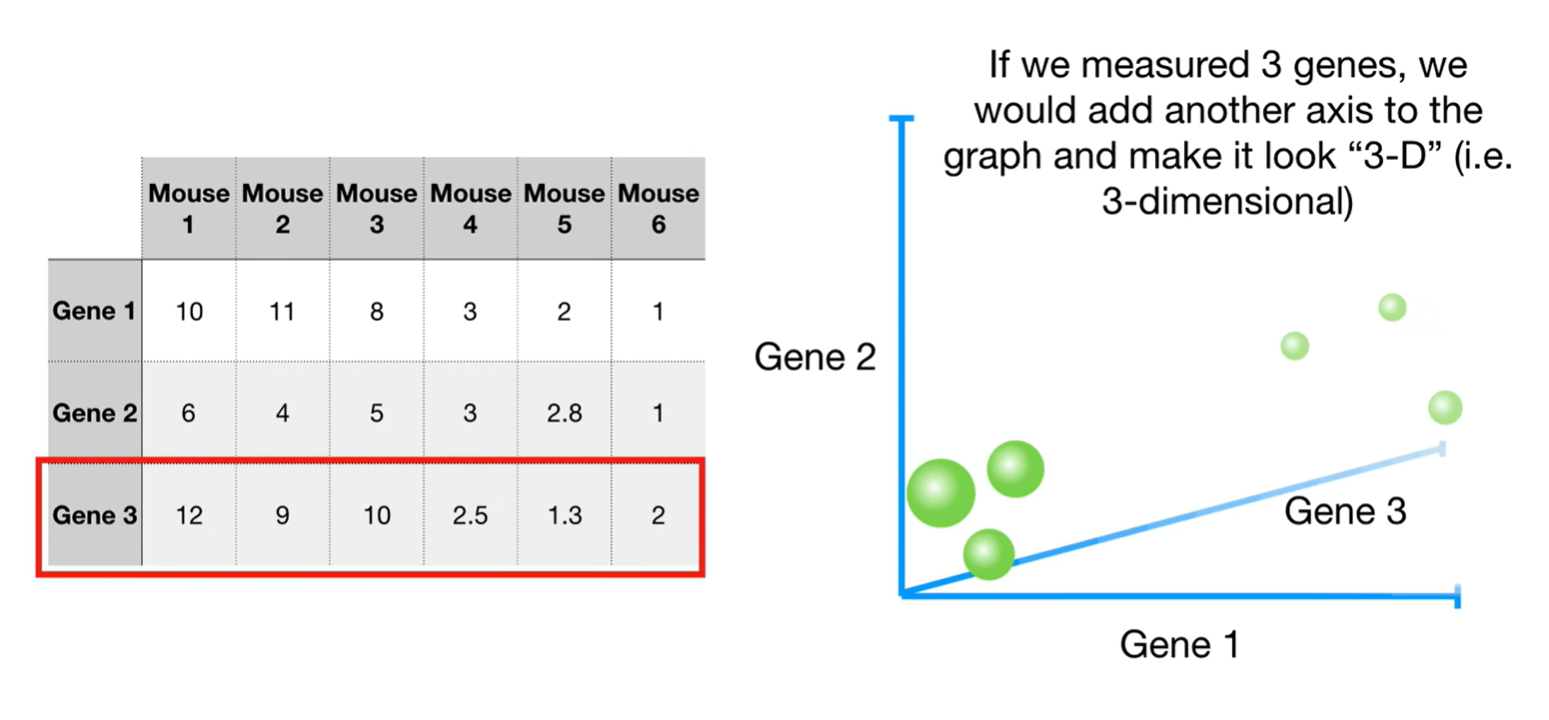 If we measured 3 genes, we
would add another axis to the
graph and make it look “3-D” (i.e.
3-dimensional)
Mouse 1 Mouse 2 Mouse 3 Mouse 4 Mouse 5 Mouse 6
Gene 1 10 11 8 3 2 1
Gene 2 6 4 5 3 2.8 1
Gene 3 12 9 10 2.5 1.3 2
Gene 2
Gene 3
Gene 1